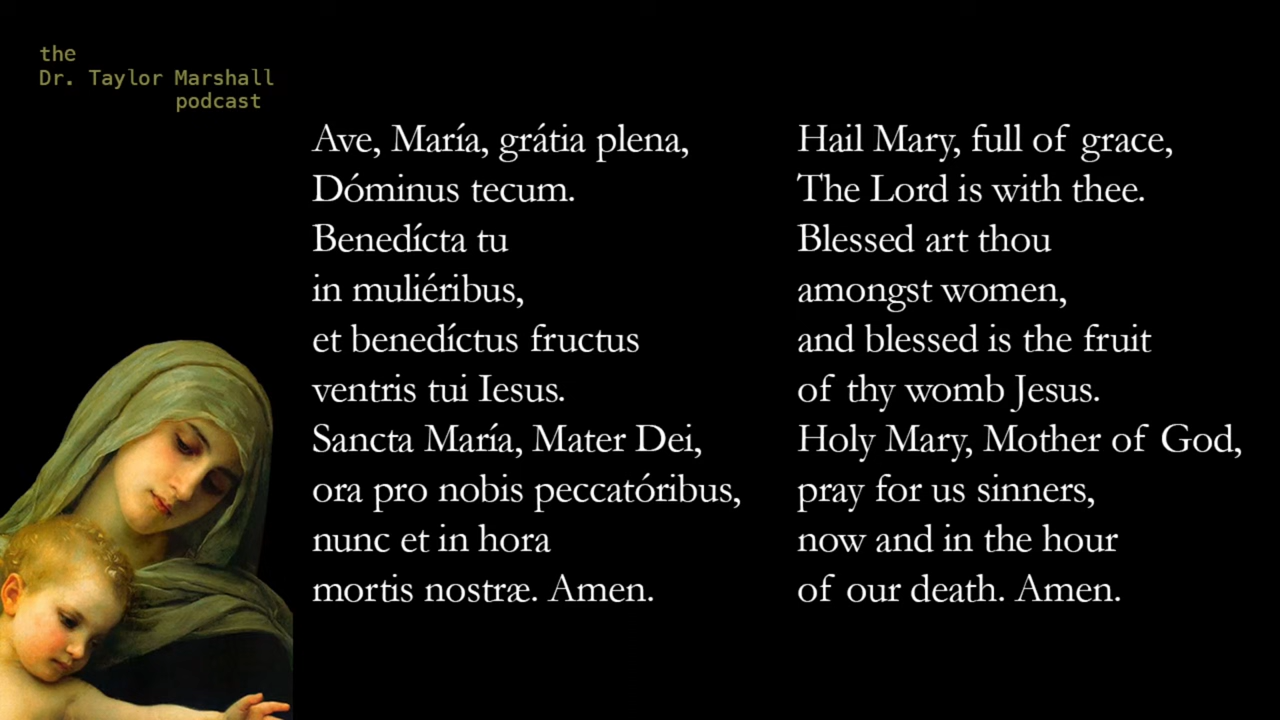 the
Dr. Taylor Marshall
podcast
Ave, María, grátia plena,
Dóminus tecum.
Benedícta tu
in muliéribus,
et benedíctus fructus
ventris tui Iesus.
Sancta María, Mater Dei,
ora pro nobis peccatóribus,
nunc et in hora
mortis nostræ. Amen.
Hail Mary, full of grace,
The Lord is with thee.
Blessed art thou
amongst women,
and blessed is the fruit
of thy womb Jesus.
Holy Mary, Mother of God,
pray for us sinners,
now and in the hour
of our death. Amen.